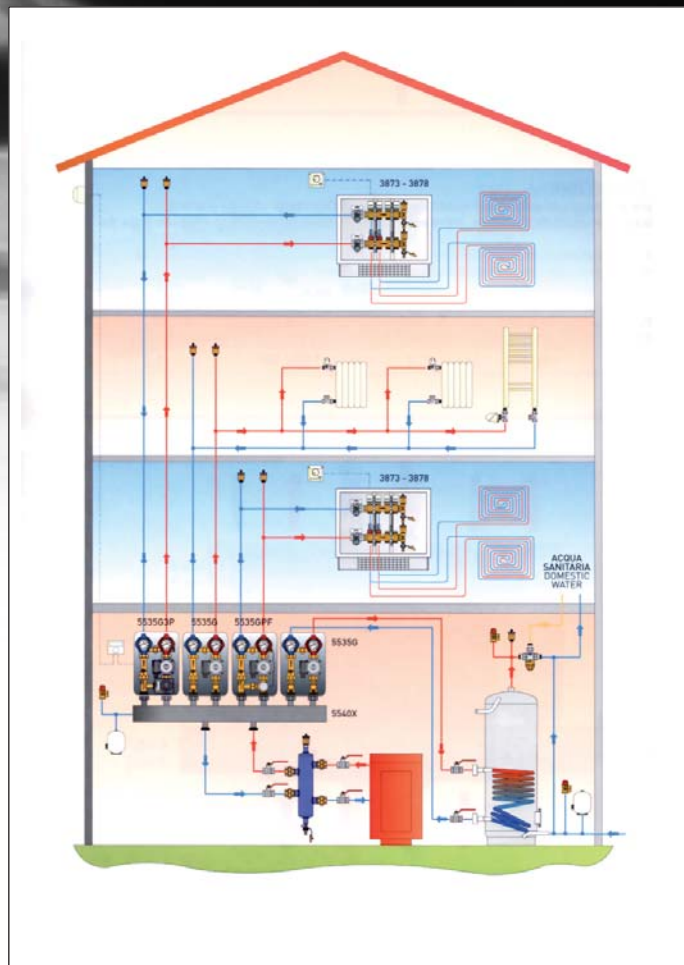 3873 - 3878
3873 - 3878
ACQUA
SANITARIA
DOMESTIC
WATER
5535G3P
5535G
5535GPF
5535G
5540X